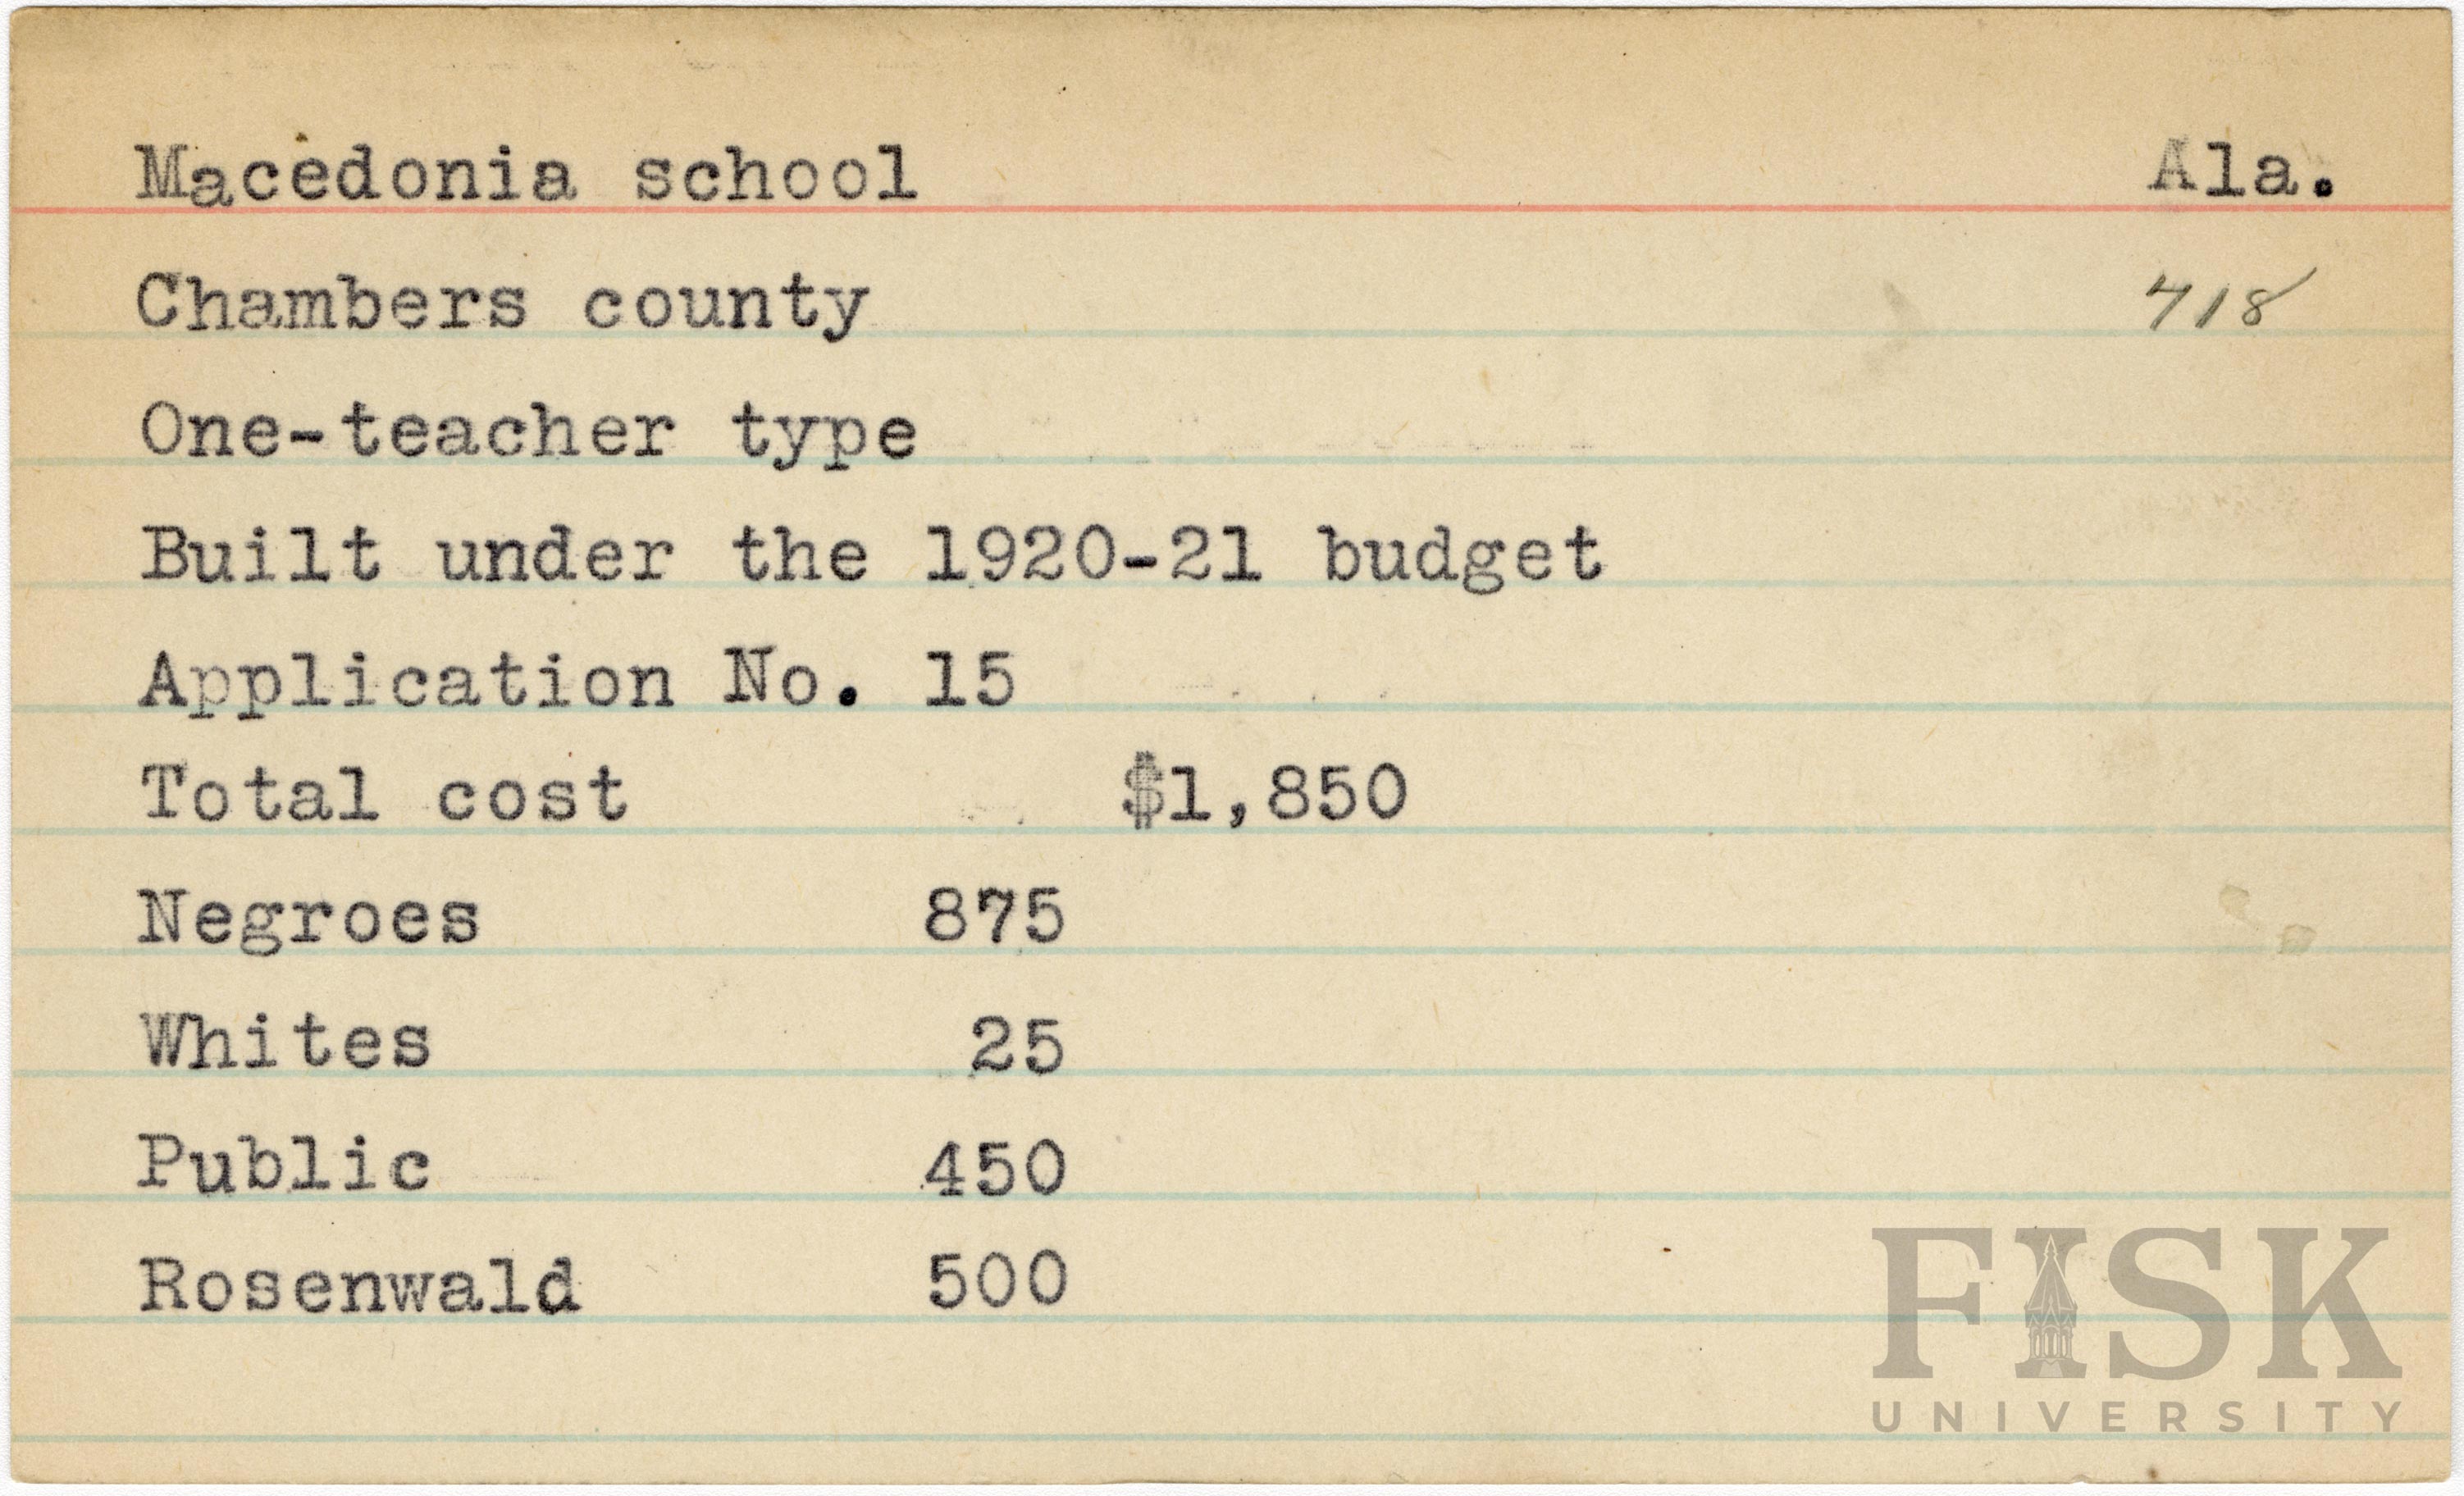 Macedonia school Ala.
Chambers county 718
One-teacher type
Built under the 1920-21 budget
Application No. 15
Total cost $1,850
Negroes 875
Whites 25
Public 450
Rosenwald 500
FISK
UNIVERSITY